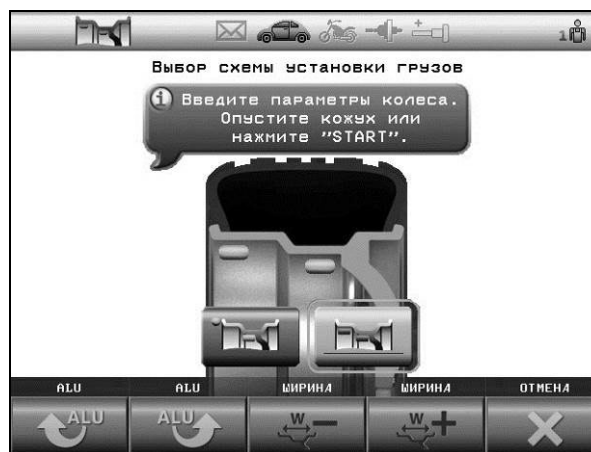 1
Выбор схемы установки грузов
i Введите параметры колеса.
Опустите кожух или
нажмите "START".
ALU ALU ШИРИНА ШИРИНА ОТМЕНА
ALU ALU W W